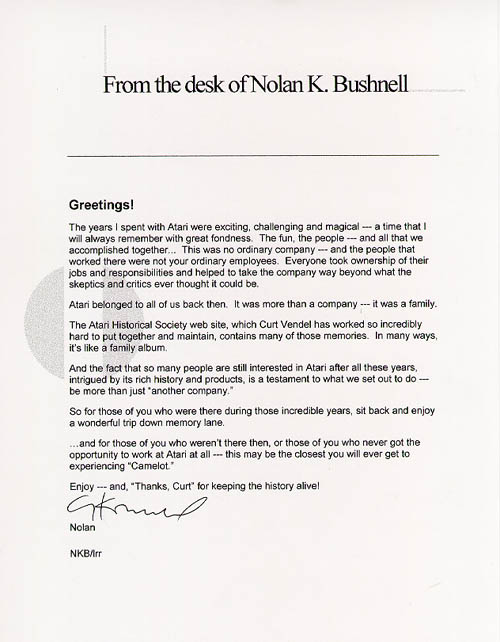 From the desk of Nolan K. Bushnell
Greetings!
The years I spent with Atari were exciting, challenging and magical --- a time that I
will always remember with great fondness. The fun, the people --- and all that we
accomplished together... This was no ordinary company --- and the people that
worked there were not your ordinary employees. Everyone took ownership of their
jobs and responsibilities and helped to take the company way beyond what the
skeptics and critics ever thought it could be.
Atari belonged to all of us back then. It was more than a company --- it was a family.
The Atari Historical Society web site, which Curt Vendel has worked so incredibly
hard to put together and maintain, contains many of those memories. In many ways,
it's like a family album.
And the fact that so many people are still interested in Atari after all these years,
intrigued by its rich history and products, is a testament to what we set out to do ---
be more than just "another company."
So for those of you who were there during those incredible years, sit back and enjoy
a wonderful trip down memory lane.
...and for those of you who weren't there then, or those of you who never got the
opportunity to work at Atari at all --- this may be the closest you will ever get to
experiencing "Camelot."
Enjoy --- and, "Thanks, Curt" for keeping the history alive!
Nolan
NKB/lrr